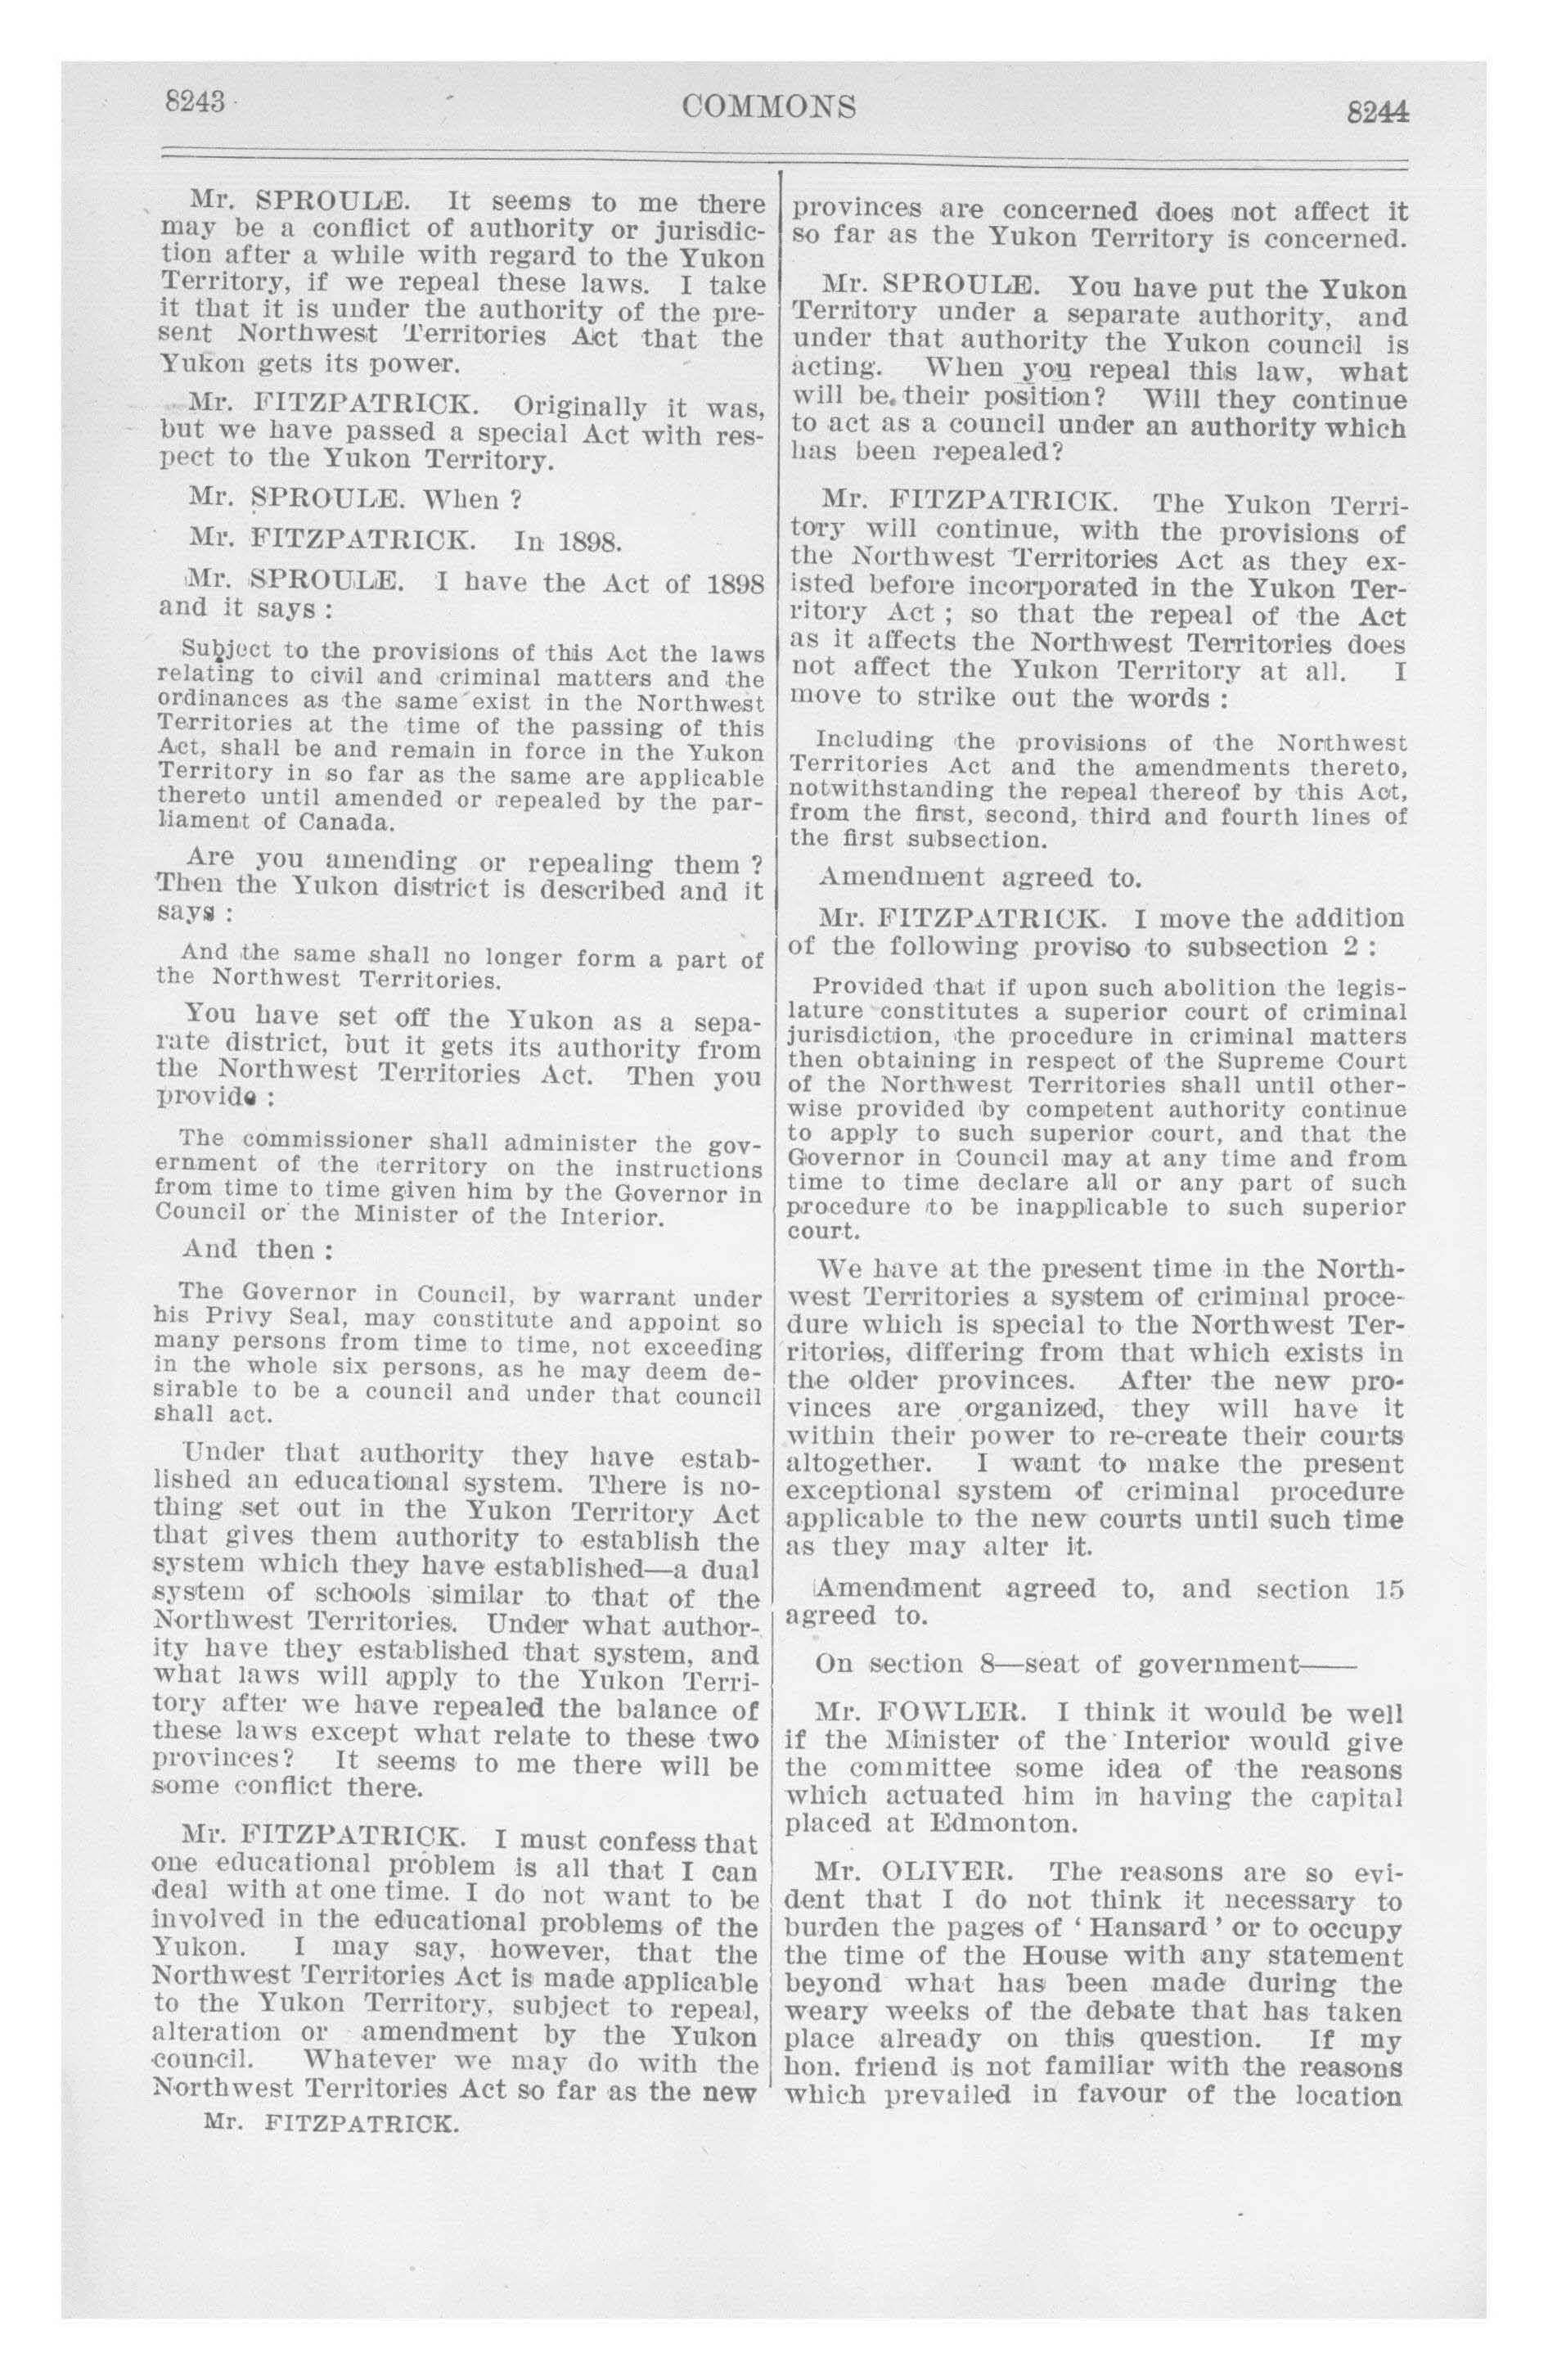 8243
COMMONS
8244
Mr. SPROULE. It seems to me there
may be a conflict of authority or jurisdic-
tion after a while with regard to the Yukon
Territory, if we repeal these laws. I take
it that it is under the authority of the pre-
sent Northwest Territories Act that the
Yukon gets its power.
Mr. FITZPATRICK. Originally it was,
but we have passed a special Act with res-
pect to the Yukon Territory.
Mr. SPROULE. When ?
Mr. FITZPATRICK. In 1898.
Mr. SPROULE. I have the Act of 1898
and it says :
Subject to the provisions of this Act the laws
relating to civil and criminal matters and the
ordinances as the same exist in the Northwest
Territories at the time of the passing of this
Act, shall be and remain in force in the Yukon
Territory in so far as the same are applicable
thereto until amended or repealed by the par-
liament of Canada.
Are you amending or repealing them ?
Then the Yukon district is described and it
says :
And the same shall no longer form a part of
the Northwest Territories.
You have set off the Yukon as a sepa-
rate district, but it gets its authority from
the Northwest Territories Act. Then you
provide :
The commissioner shall administer the gov-
ernment of the territory on the instructions
from time to time given him by the Governor in
Council or the Minister of the Interior.
And then :
The Governor in Council, by warrant under
his Privy Seal, may constitute and appoint so
many persons from time to time, not exceeding
in the whole six persons, as he may deem de-
sirable to be a council and under that council
shall act.
Under that authority they have estab-
lished an educational system. There is no-
thing set out in the Yukon Territory Act
that gives them authority to establish the
system which they have established—a dual
system of schools similar to that of the
Northwest Territories. Under what author-
ity have they established that system, and
what laws will apply to the Yukon Terri-
tory after we have repealed the balance of
these laws except what relate to these two
provinces? It seems to me there will be
some conflict there.
Mr. FITZPATRICK. I must confess that
one educational problem is all that I can
deal with at one time. I do not want to be
involved in the educational problems of the
Yukon. I may say, however, that the
Northwest Territories Act is made applicable
to the Yukon Territory, subject to repeal,
alteration or amendment by the Yukon
council. Whatever we may do with the
Northwest Territories Act so far as the new
Mr. FITZPATRICK.
provinces are concerned does not affect it
so far as the Yukon Territory is concerned.
Mr. SPROULE. You have put the Yukon
Territory under a separate authority, and
under that authority the Yukon council is
acting. When you repeal this law, what
will be their position? Will they continue
to act as a council under an authority which
has been repealed?
Mr. FITZPATRICK. The Yukon Terri-
tory will continue, with the provisions of
the Northwest Territories Act as they ex-
isted before incorporated in the Yukon Ter-
ritory Act ; so that the repeal of the Act
as it affects the Northwest Territories does
not affect the Yukon Territory at all. I
move to strike out the words :
Including the provisions of the Northwest
Territories Act and the amendments thereto,
notwithstanding the repeal thereof by this Act,
from the first, second, third and fourth lines of
the first subsection.
Amendment agreed to.
Mr. FITZPATRICK. I move the addition
of the following proviso to subsection 2 :
Provided that if upon such abolition the legis-
lature constitutes a superior court of criminal
jurisdiction, the procedure in criminal matters
then obtaining in respect of the Supreme Court
of the Northwest Territories shall until other-
wise provided by competent authority continue
to apply to such superior court, and that the
Governor in Council may at any time and from
time to time declare all or any part of such
procedure to be inapplicable to such superior
court.
We have at the present time in the North-
west Territories a system of criminal proce-
dure which is special to the Northwest Ter-
ritories, differing from that which exists in
the older provinces. After the new pro-
vinces are organized, they will have it
within their power to re-create their courts
altogether. I want to make the present
exceptional system of criminal procedure
applicable to the new courts until such time
as they may alter it.
Amendment agreed to, and section 15
agreed to.
On section 8—seat of government——
Mr. FOWLER. I think it would be well
if the Minister of the Interior would give
the committee some idea of the reasons
which actuated him in having the capital
placed at Edmonton.
Mr. OLIVER. The reasons are so evi-
dent that I do not think it necessary to
burden the pages of ‘ Hansard ’ or to occupy
the time of the House with any statement
beyond what has been made during the
weary weeks of the debate that has taken
place already on this question. If my
hon. friend is not familiar with the reasons
which prevailed in favour of the location